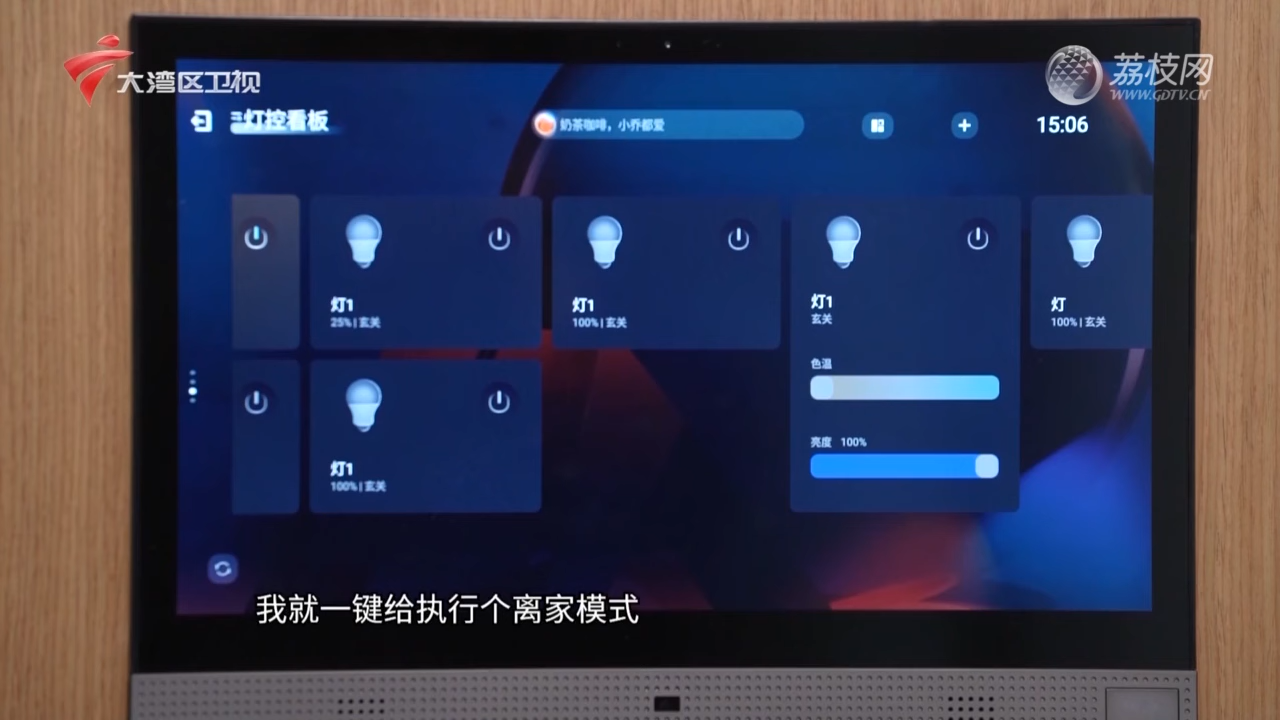 大湾区卫视
荔枝网
WWW.GDTV.CN
灯控看板
奶茶咖啡，小乔都爱
15:06
灯1
25% | 玄关
灯1
100% | 玄关
灯1
玄关
灯
100% | 玄关
色温
亮度 100%
灯1
100% | 玄关
我就一键给执行个离家模式